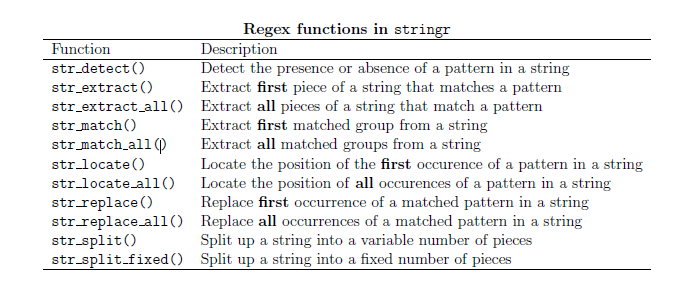 Regex functions in stringr
Function Description
str_detect() Detect the presence or absence of a pattern in a string
str_extract() Extract first piece of a string that matches a pattern
str_extract_all() Extract all pieces of a string that match a pattern
str_match() Extract first matched group from a string
str_match_all() Extract all matched groups from a string
str_locate() Locate the position of the first occurence of a pattern in a string
str_locate_all() Locate the position of all occurences of a pattern in a string
str_replace() Replace first occurrence of a matched pattern in a string
str_replace_all() Replace all occurrences of a matched pattern in a string
str_split() Split up a string into a variable number of pieces
str_split_fixed() Split up a string into a fixed number of pieces